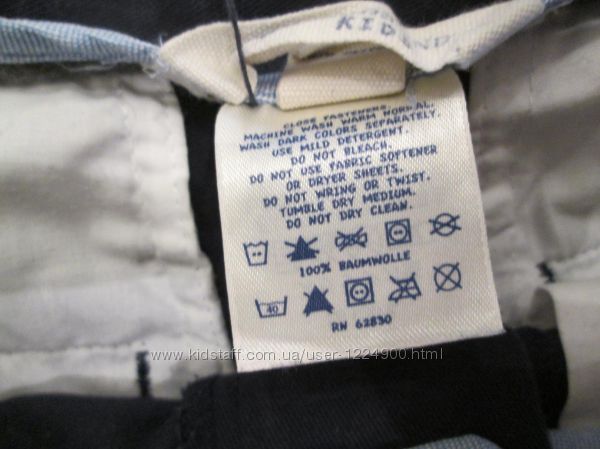 CLOSE FASTENERS.
MACHINE WASH WARM NORMAL.
WASH DARK COLORS SEPARATELY.
USE MILD DETERGENT.
DO NOT BLEACH.
DO NOT USE FABRIC SOFTENER
OR DRYER SHEETS.
DO NOT WRING OR TWIST.
TUMBLE DRY MEDIUM.
DO NOT DRY CLEAN.
100% BAUMWOLLE
40
RN 62830
www.kidstaff.com.ua/user-1224900.html